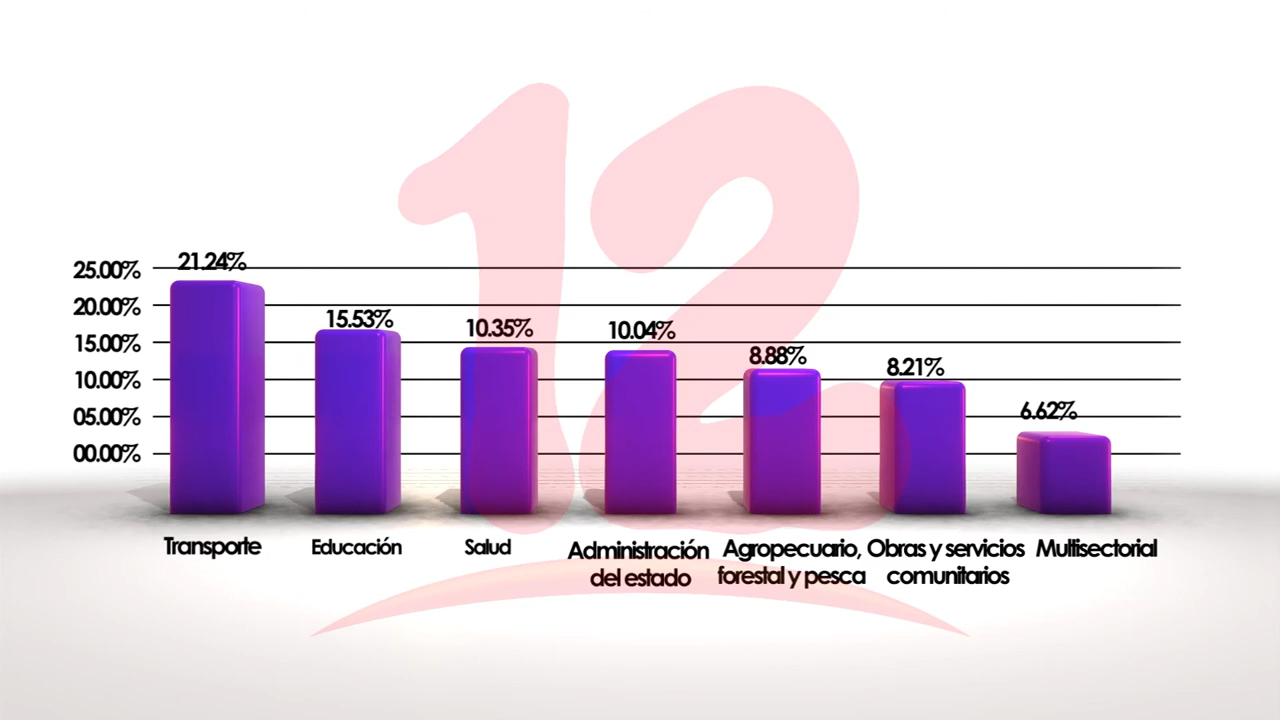 12
25.00%
20.00%
15.00%
10.00%
05.00%
00.00%
21.24%
15.53%
10.35%
10.04%
8.88%
8.21%
6.62%
Transporte
Educación
Salud
Administración
del estado
Agropecuario,
forestal y pesca
Obras y servicios
comunitarios
Multisectorial